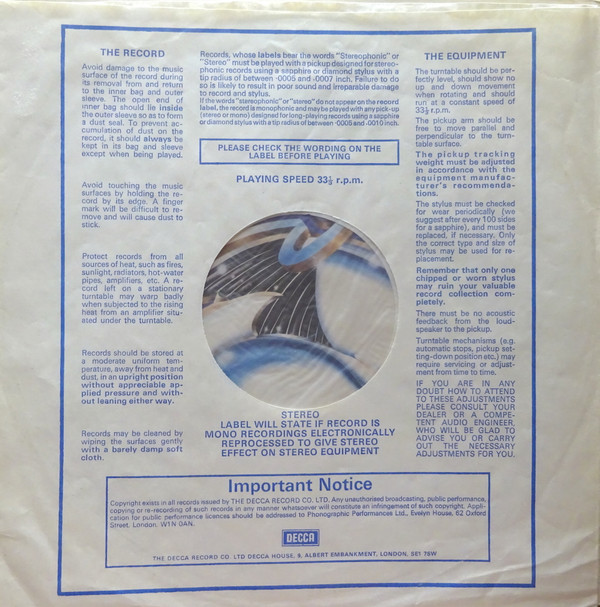 THE RECORD
Avoid damage to the music
surface of the record during
its removal from and return
to the inner bag and outer
sleeve. The open end of
inner bag should lie inside
the outer sleeve so as to form
a dust seal. To prevent ac-
cumulation of dust on the
record, it should always be
kept in its bag and sleeve
except when being played.
Avoid touching the music
surfaces by holding the re-
cord by its edge. A finger
mark will be difficult to re-
move and will cause dust to
stick.
Protect records from all
sources of heat, such as fires,
sunlight, radiators, hot-water
pipes, amplifiers, etc. A re-
cord left on a stationary
turntable may warp badly
when subjected to the rising
heat from an amplifier situ-
ated under the turntable.
Records should be stored at
a moderate uniform tem-
perature, away from heat and
dust, in an upright position
without appreciable ap-
plied pressure and with-
out leaning either way.
Records may be cleaned by
wiping the surfaces gently
with a barely damp soft
cloth.
Records, whose labels bear the words "Stereophonic" or
"Stereo" must be played with a pickup designed for stereo-
phonic records using a sapphire or diamond stylus with a
tip radius of between ·0005 and ·0007 inch. Failure to do
so is likely to result in poor sound and irreparable damage
to record and stylus.
If the words "stereophonic" or "stereo" do not appear on the record
label, the record is monophonic and may be played with any pick-up
(stereo or mono) designed for long-playing records using a sapphire
or diamond stylus with a tip radius of between ·0005 and ·0010 inch.
PLEASE CHECK THE WORDING ON THE
LABEL BEFORE PLAYING
PLAYING SPEED 33⅓ r.p.m.
STEREO
LABEL WILL STATE IF RECORD IS
MONO RECORDINGS ELECTRONICALLY
REPROCESSED TO GIVE STEREO
EFFECT ON STEREO EQUIPMENT
THE EQUIPMENT
The turntable should be per-
fectly level, should show no
up and down movement
when rotating and should
run at a constant speed of
33⅓ r.p.m.
The pickup arm should be
free to move parallel and
perpendicular to the turn-
table surface.
The pickup tracking
weight must be adjusted
in accordance with the
equipment manufac-
turer's recommenda-
tions.
The stylus must be checked
for wear periodically (we
suggest after every 100 sides
for a sapphire), and must be
replaced, if necessary. Only
the correct type and size of
stylus may be used for re-
placement.
Remember that only one
chipped or worn stylus
may ruin your valuable
record collection com-
pletely.
There must be no acoustic
feedback from the loud-
speaker to the pickup.
Turntable mechanisms (e.g.
automatic stops, pickup set-
ting-down position etc.) may
require servicing or adjust-
ment from time to time.
IF YOU ARE IN ANY
DOUBT HOW TO ATTEND
TO THESE ADJUSTMENTS
PLEASE CONSULT YOUR
DEALER OR A COMPE-
TENT AUDIO ENGINEER,
WHO WILL BE GLAD TO
ADVISE YOU OR CARRY
OUT THE NECESSARY
ADJUSTMENTS FOR YOU.
Important Notice
Copyright exists in all records issued by THE DECCA RECORD CO. LTD. Any unauthorised broadcasting, public performance,
copying or re-recording of such records in any manner whatsoever will constitute an infringement of such copyright. Appli-
cation for public performance licences should be addressed to Phonographic Performances Ltd., Evelyn House, 62 Oxford
Street, London. W1N 0AN.
DECCA
THE DECCA RECORD CO. LTD DECCA HOUSE, 9, ALBERT EMBANKMENT, LONDON, SE1 7SW